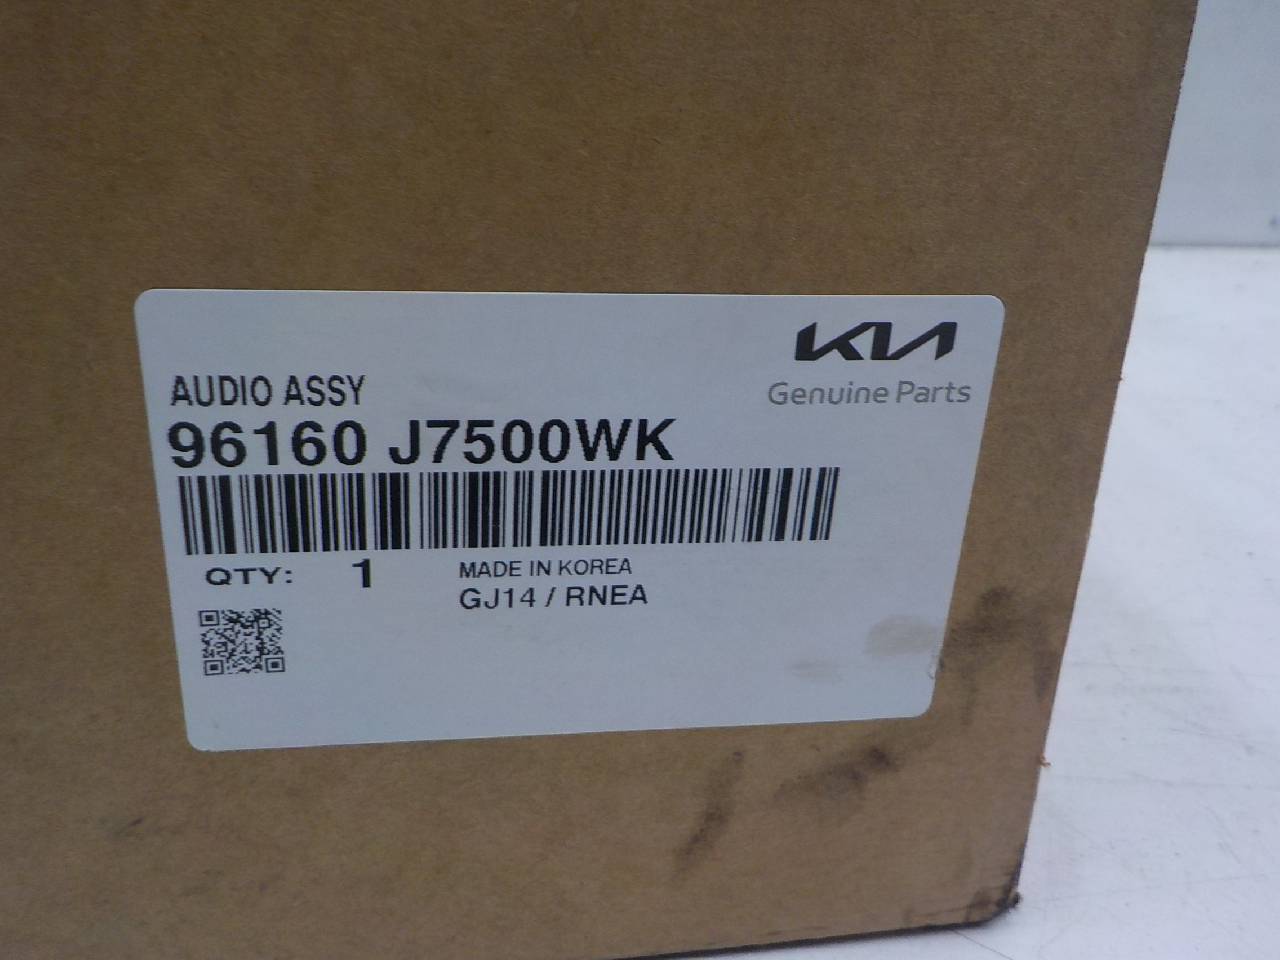 KIA
Genuine Parts
AUDIO ASSY
96160 J7500WK
QTY: 1
MADE IN KOREA
GJ14 / RNEA